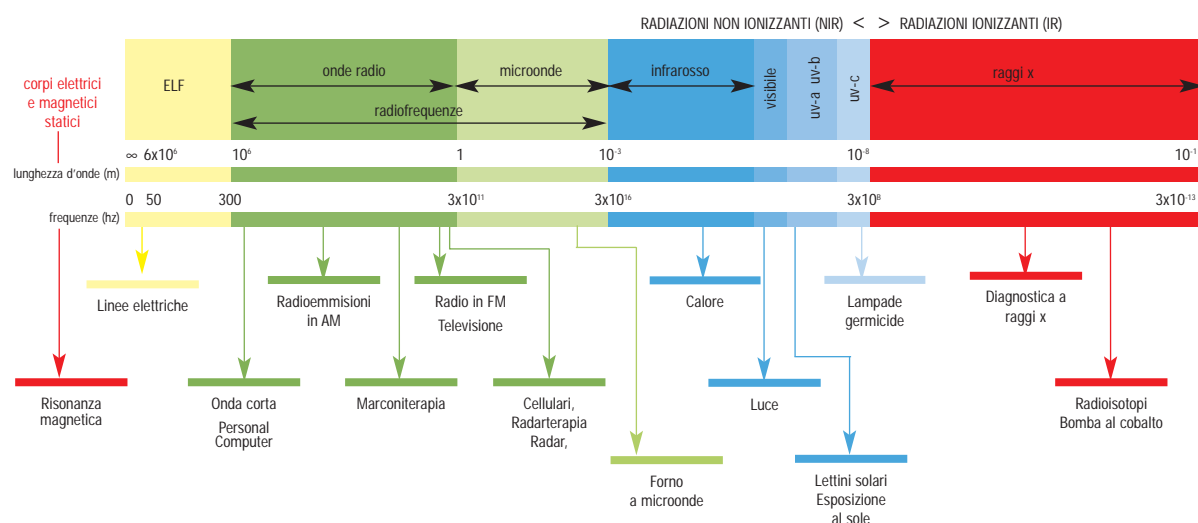 RADIAZIONI NON IONIZZANTI (NIR) < > RADIAZIONI IONIZZANTI (IR)
corpi elettrici
e magnetici
statici
ELF
onde radio
microonde
radiofrequenze
infrarosso
visibile
uv-a uv-b
uv-c
raggi x
∞ 6x10⁶ 10⁶ 1 10⁻³ 10⁻⁸ 10⁻¹
lunghezza d'onde (m)
0 50 300 3x10¹¹ 3x10¹⁶ 3x10⁸ 3x10⁻¹³
frequenze (hz)
Linee elettriche
Radioemmisioni
in AM
Radio in FM
Televisione
Calore
Lampade
germicide
Diagnostica a
raggi x
Risonanza
magnetica
Onda corta
Personal
Computer
Marconiterapia
Cellulari,
Radarterapia
Radar,
Luce
Radioisotopi
Bomba al cobalto
Forno
a microonde
Lettini solari
Esposizione
al sole